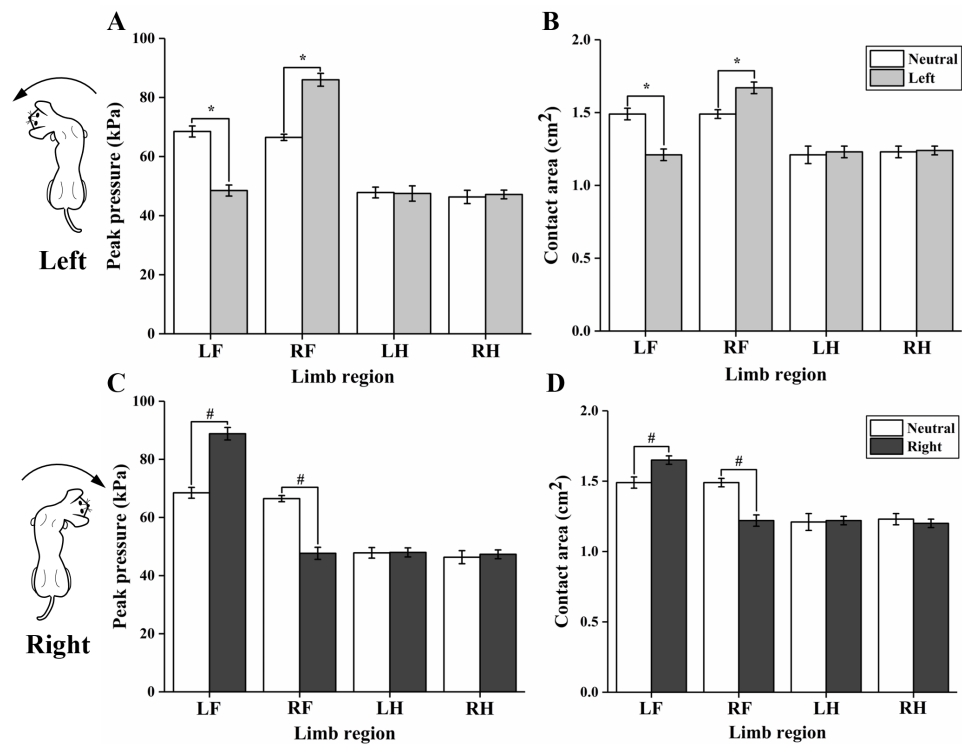 A
B
Peak pressure (kPa)
100
80
60
40
20
0
*
*
LF RF LH RH
Limb region
Contact area (cm2)
2.0
1.5
1.0
0.5
0.0
*
*
Neutral
Left
LF RF LH RH
Limb region
Left
C
D
Peak pressure (kPa)
100
80
60
40
20
0
#
#
LF RF LH RH
Limb region
Contact area (cm2)
2.0
1.5
1.0
0.5
0.0
#
#
Neutral
Right
LF RF LH RH
Limb region
Right